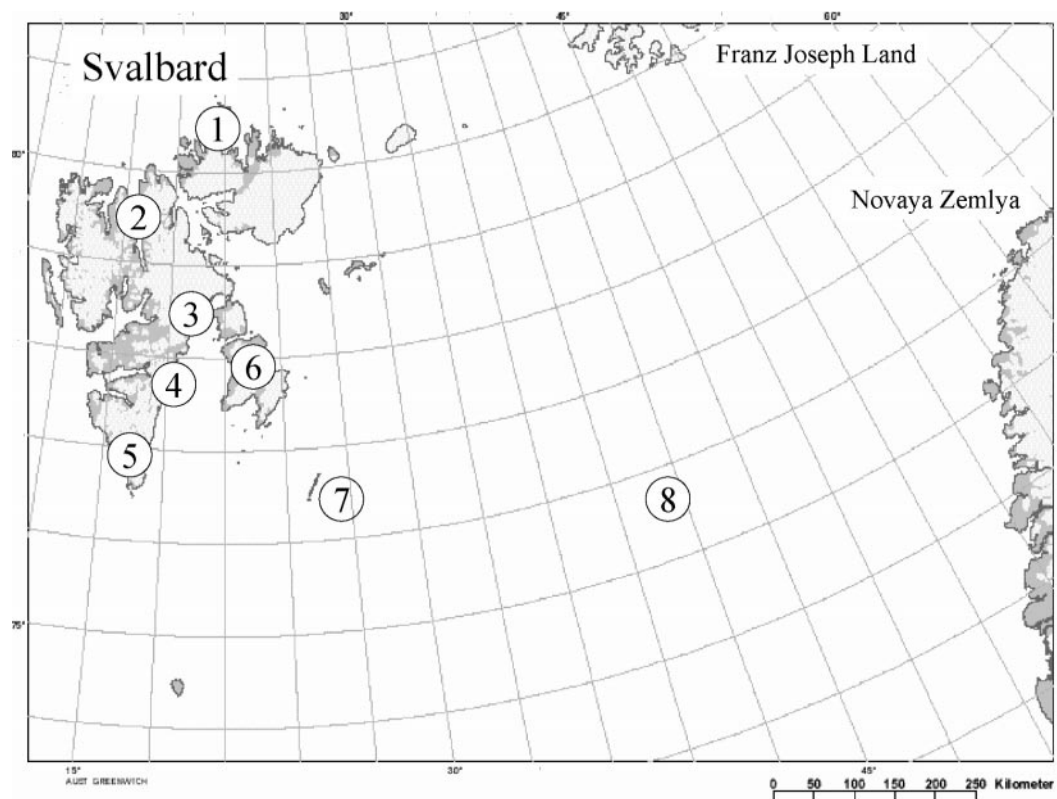 30° 45° 60°
Svalbard
Franz Joseph Land
1
80°
Novaya Zemlya
2
3
6
4
5
7
8
75°
15° 30° 45°
AUST GREENWICH
0 50 100 150 200 250 Kilometer